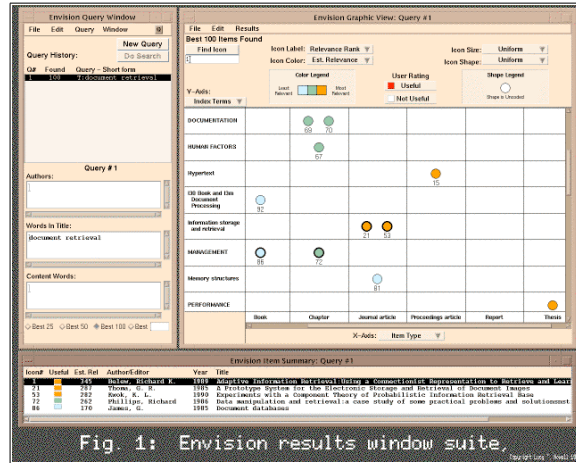 Envision Query Window
File Edit Query Window
New Query
Query History:
Do Search
Q# Found Query - Short form
1 100 T:document retrieval
Query #1
Authors:
Words in Title:
document retrieval
Content Words:
Best 25 Best 50 Best 100 Best
Envision Graphic View: Query #1
File Edit Results
Best 100 Items Found
Find Icon
Icon Label: Relevance Rank
Icon Size: Uniform
Icon Color: Est. Relevance
Icon Shape: Uniform
Color Legend
Least Relevant
Most Relevant
User Rating
Useful
Not Useful
Shape Legend
Shape is Uncoded
Y-Axis:
Index Terms
DOCUMENTATION
69 70
HUMAN FACTORS
67
Hypertext
15
Document
Processing
92
Information storage
and retrieval
21 53
MANAGEMENT
86 72
Memory structures
81
PERFORMANCE
Book Chapter Journal article Proceedings article Report Thesis
X-Axis: Item Type
Envision Item Summary: Query #1
Icon# Useful Est. Rel Author/Editor Year Title
1 345 Belew, Richard K. 1989 Adaptive Information Retrieval:Using a Connectionist Representation to Retrieve and Lear
21 287 Thoma, G. R. 1985 A Prototype System for the Electronic Storage and Retrieval of Document Images
53 282 Kwok, K. L. 1990 Experiments with a Component Theory of Probabilistic Information Retrieval Base
72 262 Phillips, Richard 1986 Data manipulation and retrieval:a case study of some practical problems and solutions
86 170 James, G. 1985 Document databases
Fig. 1: Envision results window suite,